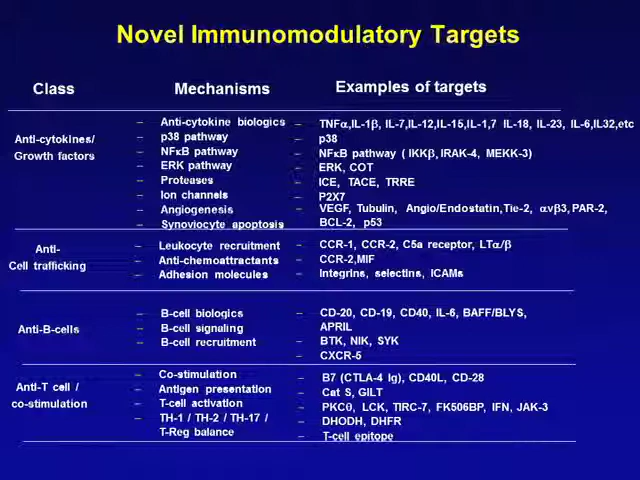 Novel Immunomodulatory Targets
Class Mechanisms Examples of targets
Anti-cytokines/
Growth factors
– Anti-cytokine biologics
– p38 pathway
– NFκB pathway
– ERK pathway
– Proteases
– Ion channels
– Angiogenesis
– Synoviocyte apoptosis
– TNFα,IL-1β, IL-7,IL-12,IL-15,IL-1,7 IL-18, IL-23, IL-6,IL32,etc
– p38
– NFκB pathway ( IKKβ, IRAK-4, MEKK-3)
– ERK, COT
– ICE, TACE, TRRE
– P2X7
– VEGF, Tubulin, Angio/Endostatin,Tie-2, αvβ3, PAR-2,
BCL-2, p53
Anti-
Cell trafficking
– Leukocyte recruitment
– Anti-chemoattractants
– Adhesion molecules
– CCR-1, CCR-2, C5a receptor, LTα/β
– CCR-2,MIF
– Integrins, selectins, ICAMs
Anti-B-cells
– B-cell biologics
– B-cell signaling
– B-cell recruitment
– CD-20, CD-19, CD40, IL-6, BAFF/BLYS,
APRIL
– BTK, NIK, SYK
– CXCR-5
Anti-T cell /
co-stimulation
– Co-stimulation
– Antigen presentation
– T-cell activation
– TH-1 / TH-2 / TH-17 /
T-Reg balance
– B7 (CTLA-4 Ig), CD40L, CD-28
– Cat S, GILT
– PKCθ, LCK, TIRC-7, FK506BP, IFN, JAK-3
– DHODH, DHFR
– T-cell epitope